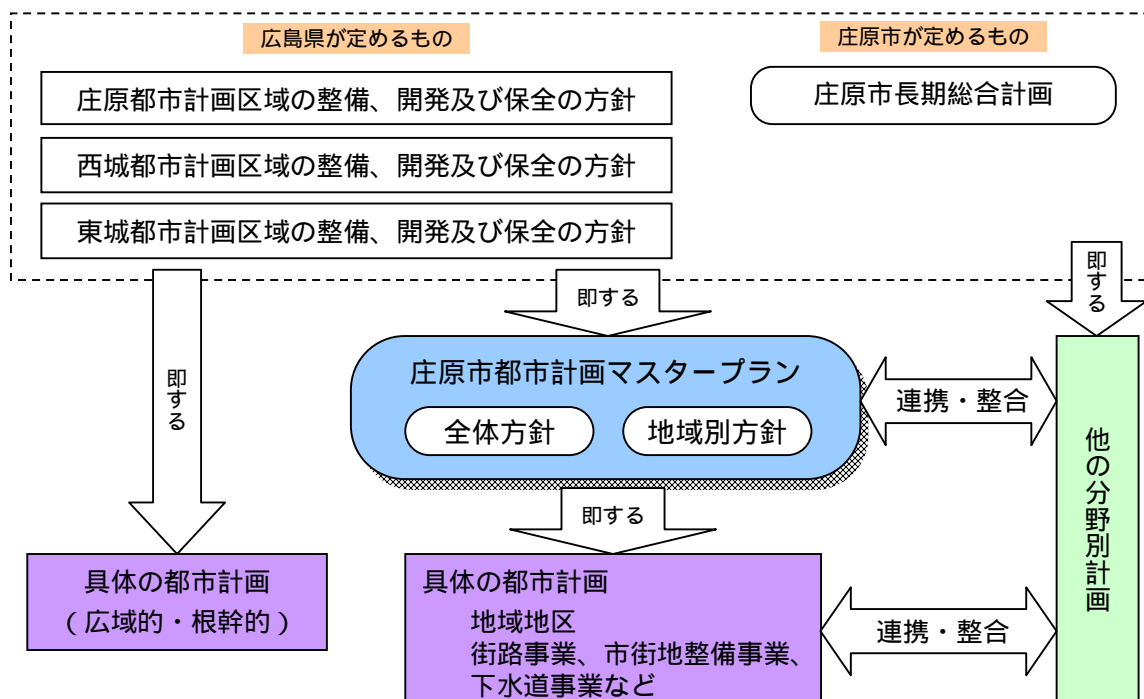 広島県が定めるもの
庄原市が定めるもの
庄原都市計画区域の整備、開発及び保全の方針
庄原市長期総合計画
西城都市計画区域の整備、開発及び保全の方針
東城都市計画区域の整備、開発及び保全の方針
即する
即する
即する
庄原市都市計画マスタープラン
全体方針
地域別方針
連携・整合
他の分野別計画
即する
具体の都市計画
（広域的・根幹的）
具体の都市計画
地域地区
街路事業、市街地整備事業、
下水道事業など
連携・整合